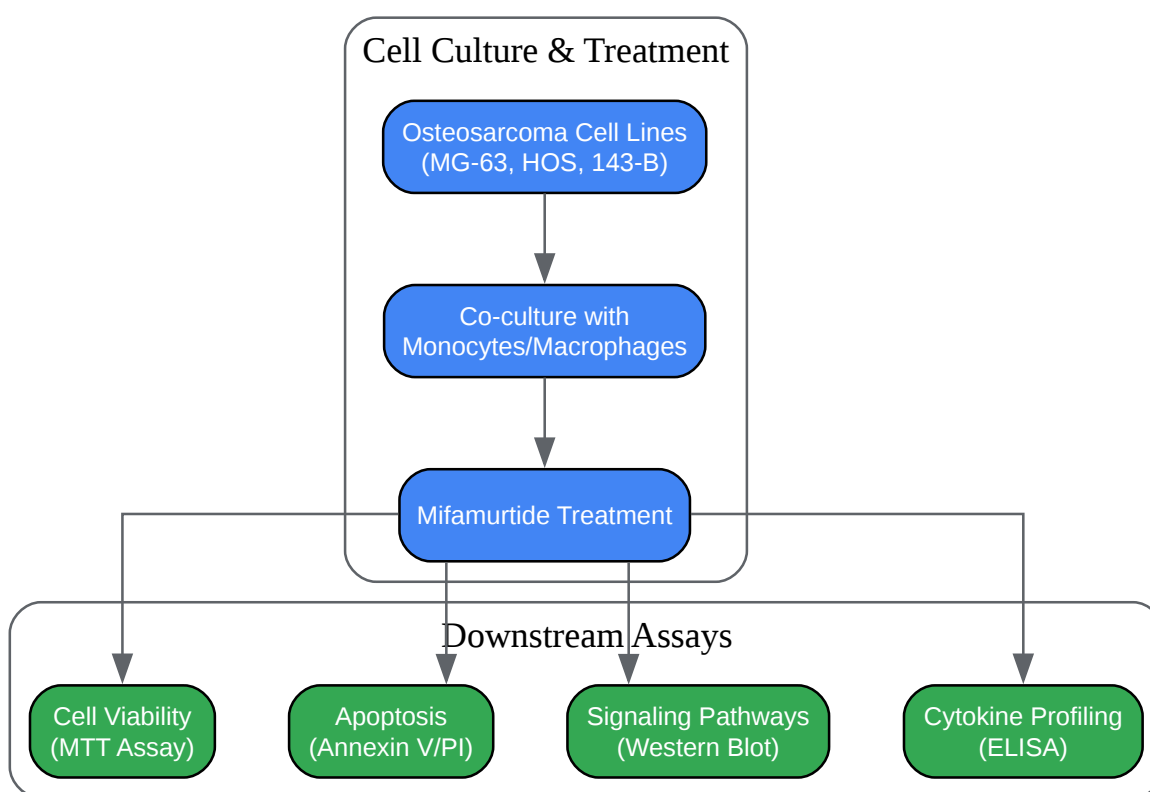 Cell Culture & Treatment
Osteosarcoma Cell Lines
(MG-63, HOS, 143-B)
Co-culture with
Monocytes/Macrophages
Mifamurtide Treatment
Downstream Assays
Cell Viability
(MTT Assay)
Apoptosis
(Annexin V/PI)
Signaling Pathways
(Western Blot)
Cytokine Profiling
(ELISA)